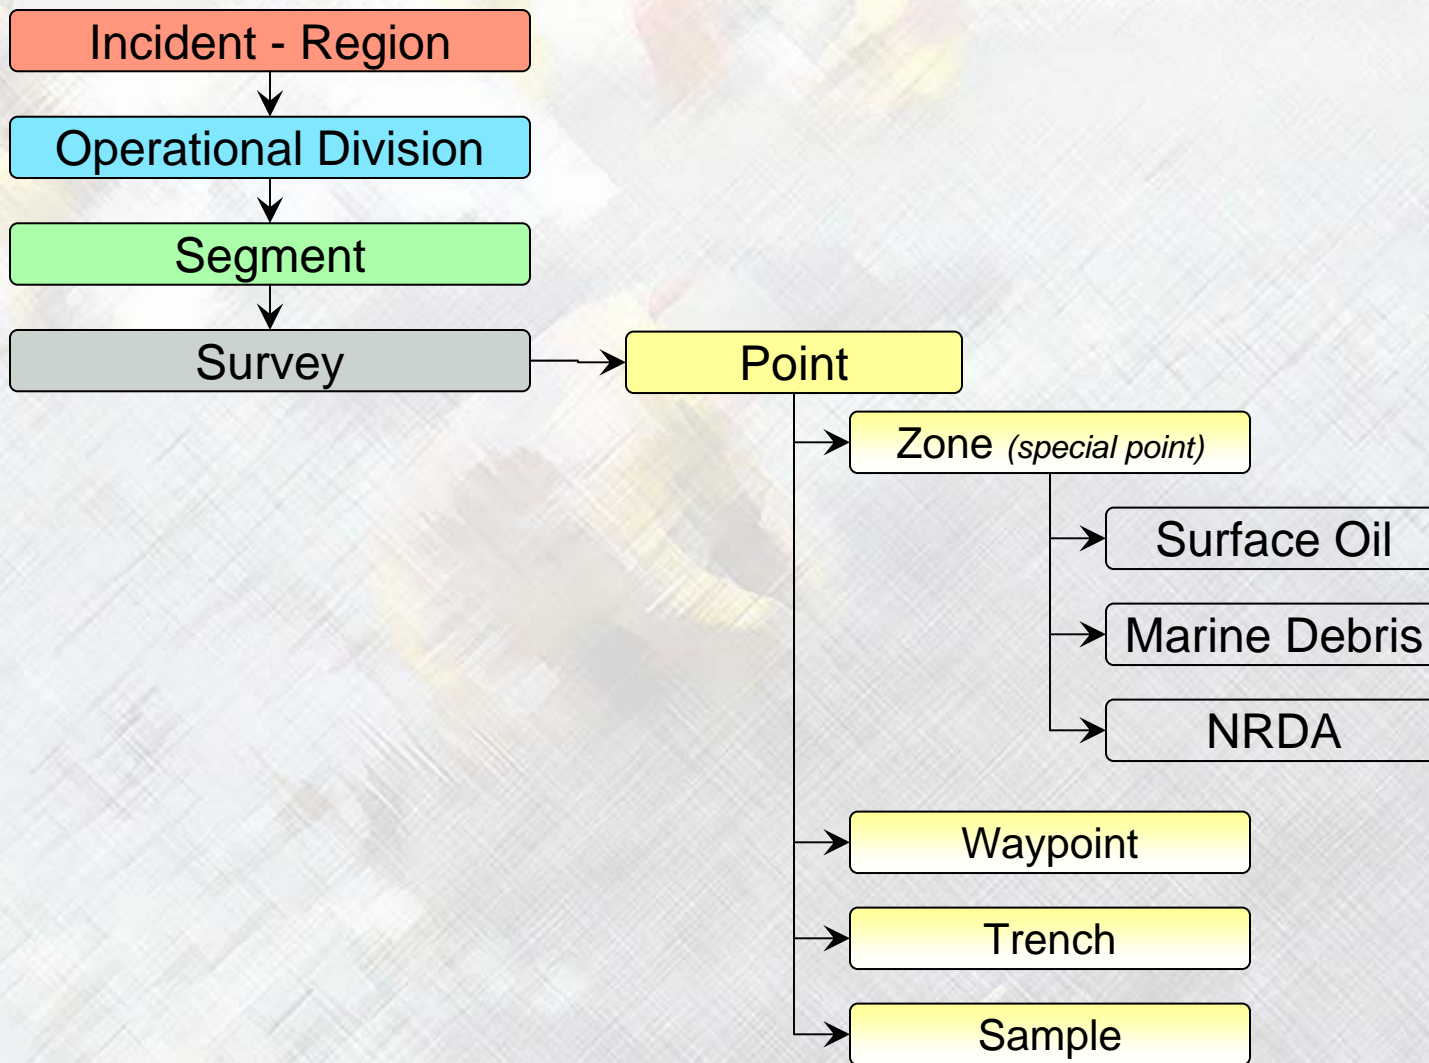 Incident - Region
Operational Division
Segment
Survey
Point
Zone (special point)
Surface Oil
Marine Debris
NRDA
Waypoint
Trench
Sample